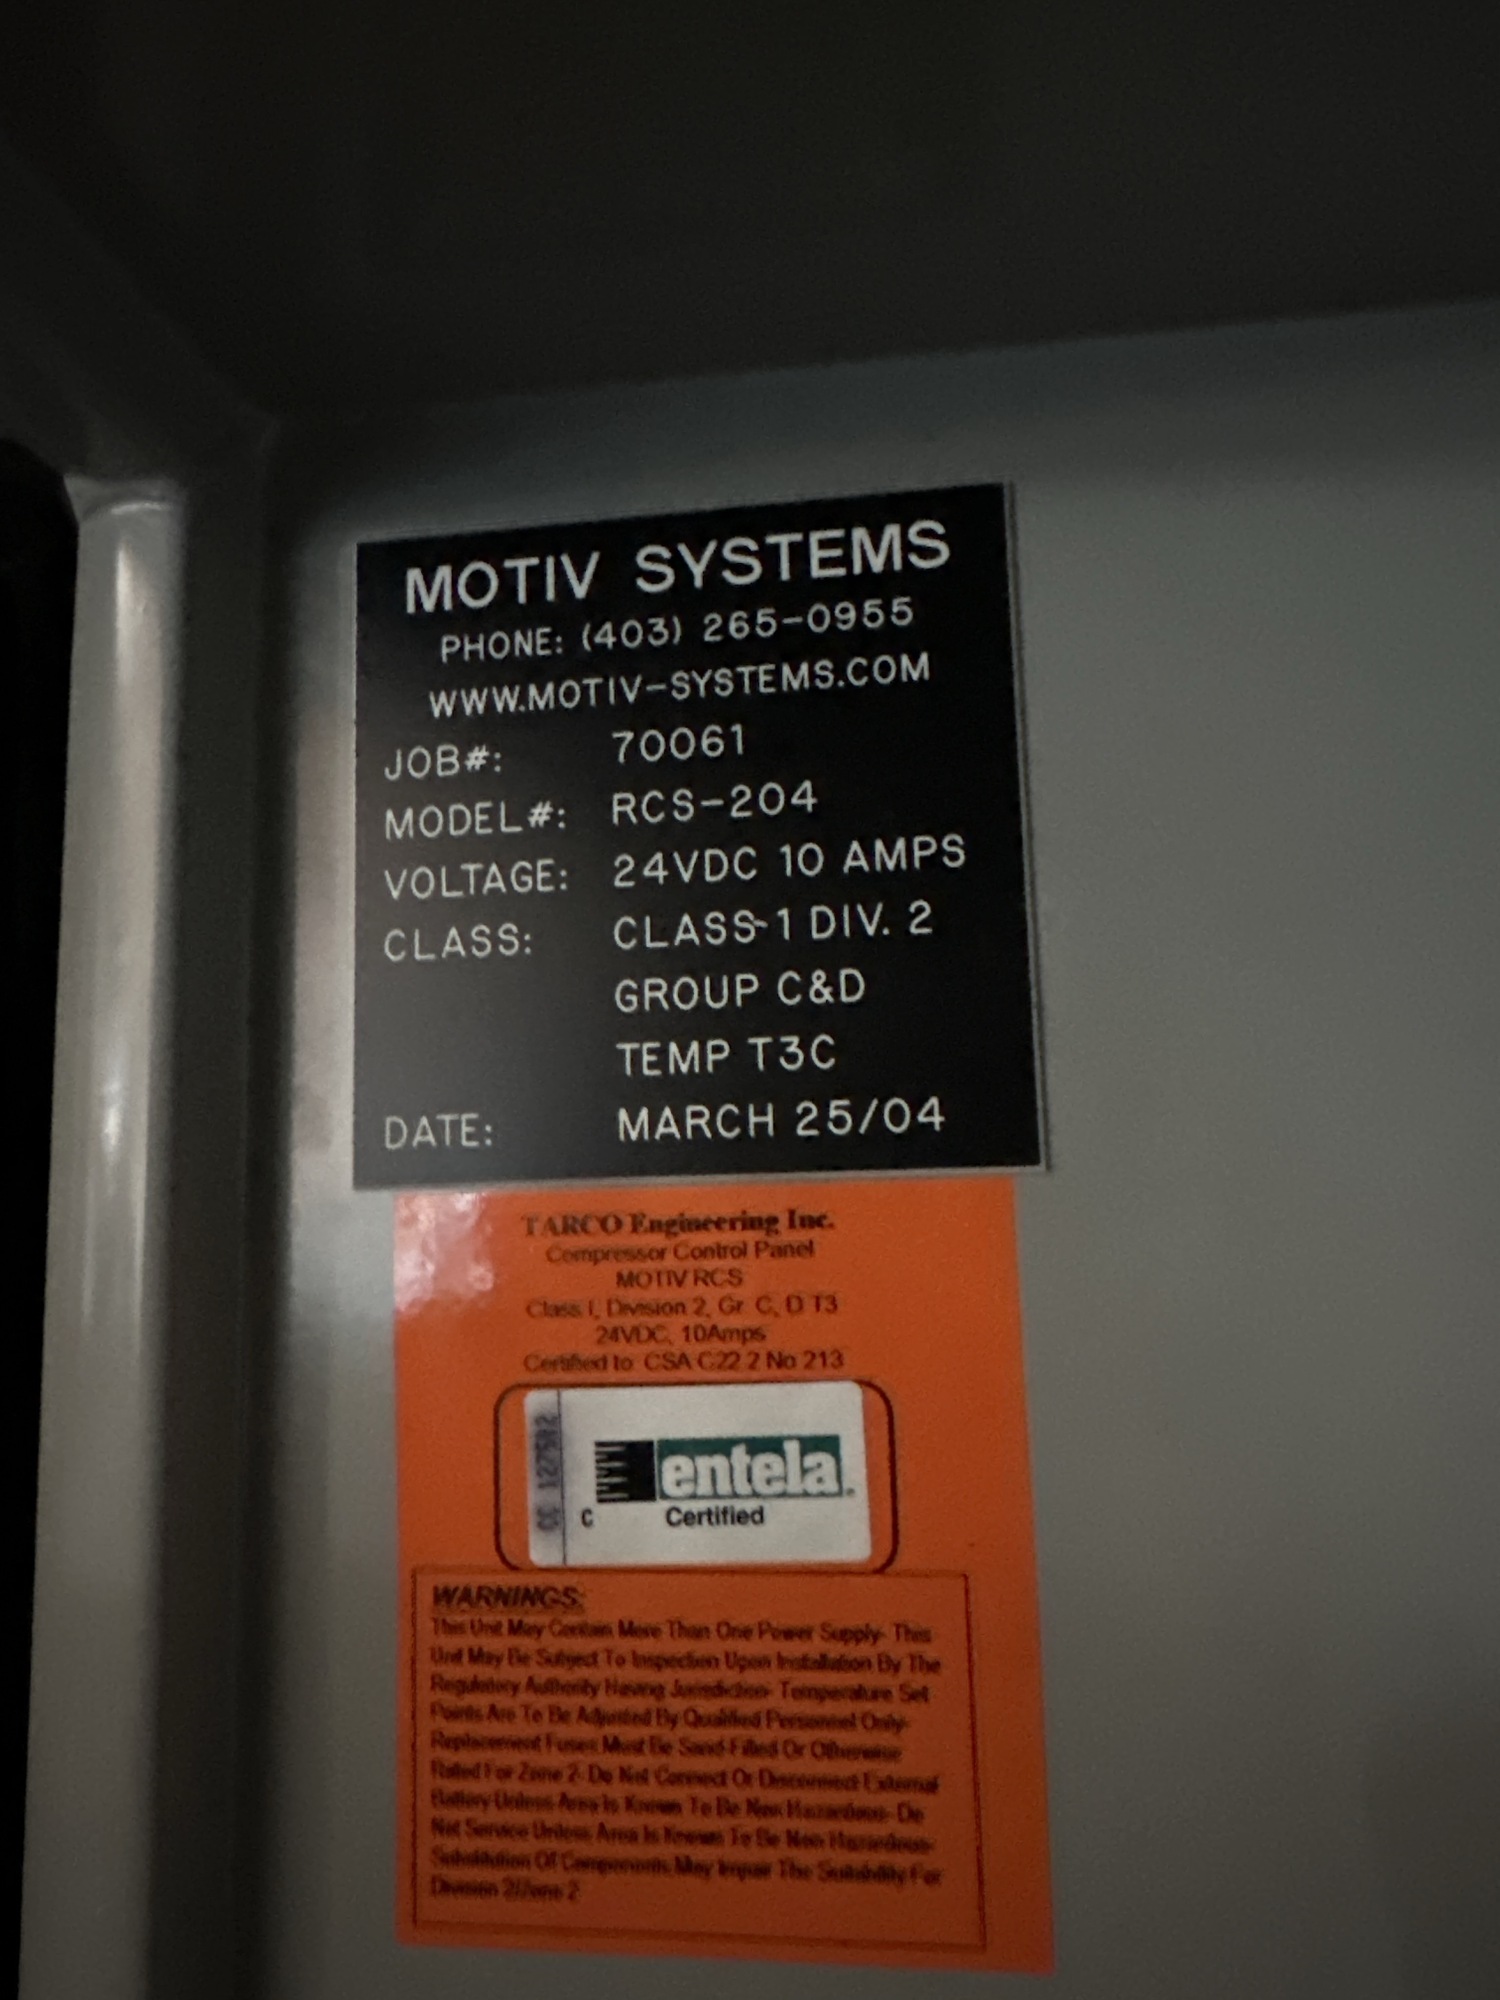 MOTIV SYSTEMS
PHONE: (403) 265-0955
WWW.MOTIV-SYSTEMS.COM
JOB#: 70061
MODEL#: RCS-204
VOLTAGE: 24VDC 10 AMPS
CLASS: CLASS-1 DIV. 2
GROUP C&D
TEMP T3C
DATE: MARCH 25/04
TARCO Engineering Inc.
Compressor Control Panel
MOTIV RCS
Class I, Division 2, Gr. C, D T3
24VDC, 10Amps
Certified to CSA C22.2 No 213
CC 127582
entela
C Certified
WARNINGS:
This Unit May Contain More Than One Power Supply- This
Unit May Be Subject To Inspection Upon Installation By The
Regulatory Authority Having Jurisdiction- Temperature Set
Points Are To Be Adjusted By Qualified Personnel Only-
Replacement Fuses Must Be Sand-Filled Or Otherwise
Rated For Zone 2- Do Not Connect Or Disconnect External
Battery Unless Area Is Known To Be Non Hazardous- Do
Not Service Unless Area Is Known To Be Non Hazardous-
Substitution Of Components May Impair The Suitability For
Division 2/Zone 2